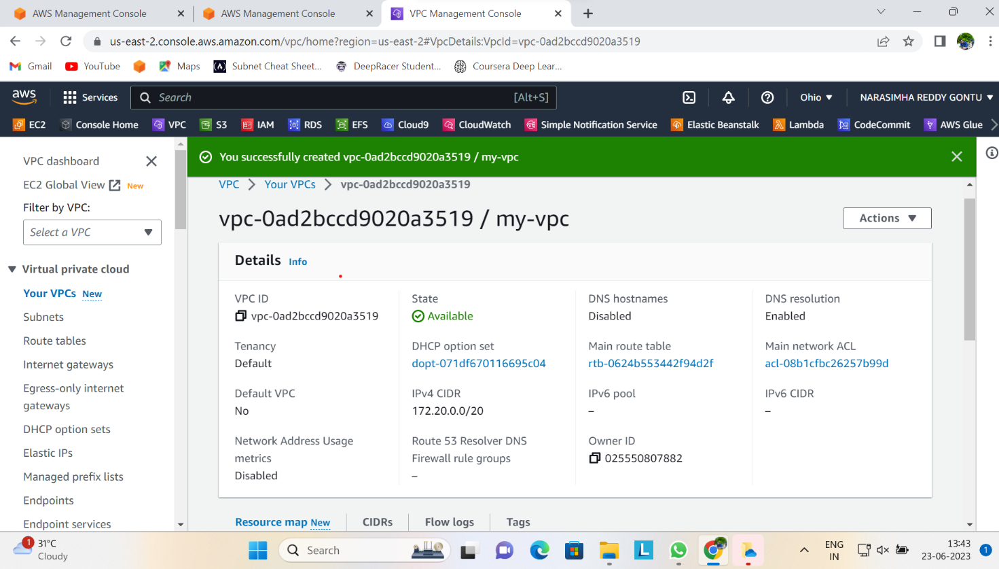 AWS Management Console
AWS Management Console
VPC Management Console
us-east-2.console.aws.amazon.com/vpc/home?region=us-east-2#VpcDetails:VpcId=vpc-0ad2bccd9020a3519
Gmail YouTube Maps Subnet Cheat Sheet... DeepRacer Student... Coursera Deep Lear...
aws Services Search [Alt+S] Ohio NARASIMHA REDDY GONTU
EC2 Console Home VPC S3 IAM RDS EFS Cloud9 CloudWatch Simple Notification Service Elastic Beanstalk Lambda CodeCommit AWS Glue
VPC dashboard
EC2 Global View New
Filter by VPC:
Select a VPC
Virtual private cloud
Your VPCs New
Subnets
Route tables
Internet gateways
Egress-only internet
gateways
DHCP option sets
Elastic IPs
Managed prefix lists
Endpoints
Endpoint services
You successfully created vpc-0ad2bccd9020a3519 / my-vpc
VPC Your VPCs vpc-0ad2bccd9020a3519
vpc-0ad2bccd9020a3519 / my-vpc
Actions
Details Info
VPC ID
vpc-0ad2bccd9020a3519
State
Available
DNS hostnames
Disabled
DNS resolution
Enabled
Tenancy
Default
DHCP option set
dopt-071df670116695c04
Main route table
rtb-0624b553442f94d2f
Main network ACL
acl-08b1cfbc26257b99d
Default VPC
No
IPv4 CIDR
172.20.0.0/20
IPv6 pool
–
IPv6 CIDR
–
Network Address Usage
metrics
Disabled
Route 53 Resolver DNS
Firewall rule groups
–
Owner ID
025550807882
Resource map New CIDRs Flow logs Tags
1
31°C
Cloudy
Search
L
ENG
IN
13:43
23-06-2023
1